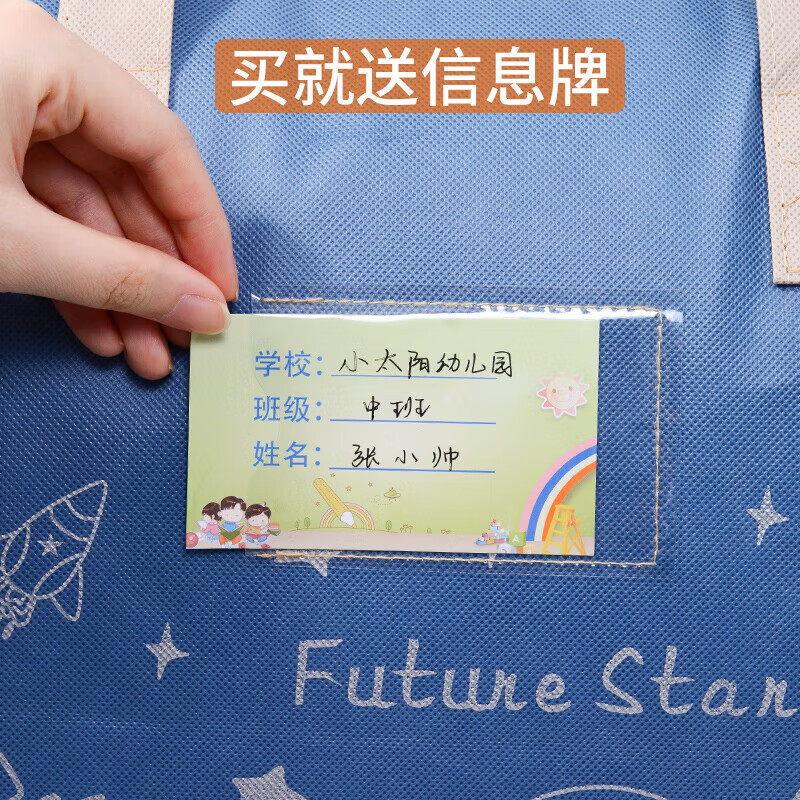 买就送信息牌
学校：小太阳幼儿园
班级：中班
姓名：张小帅
A
Future Star